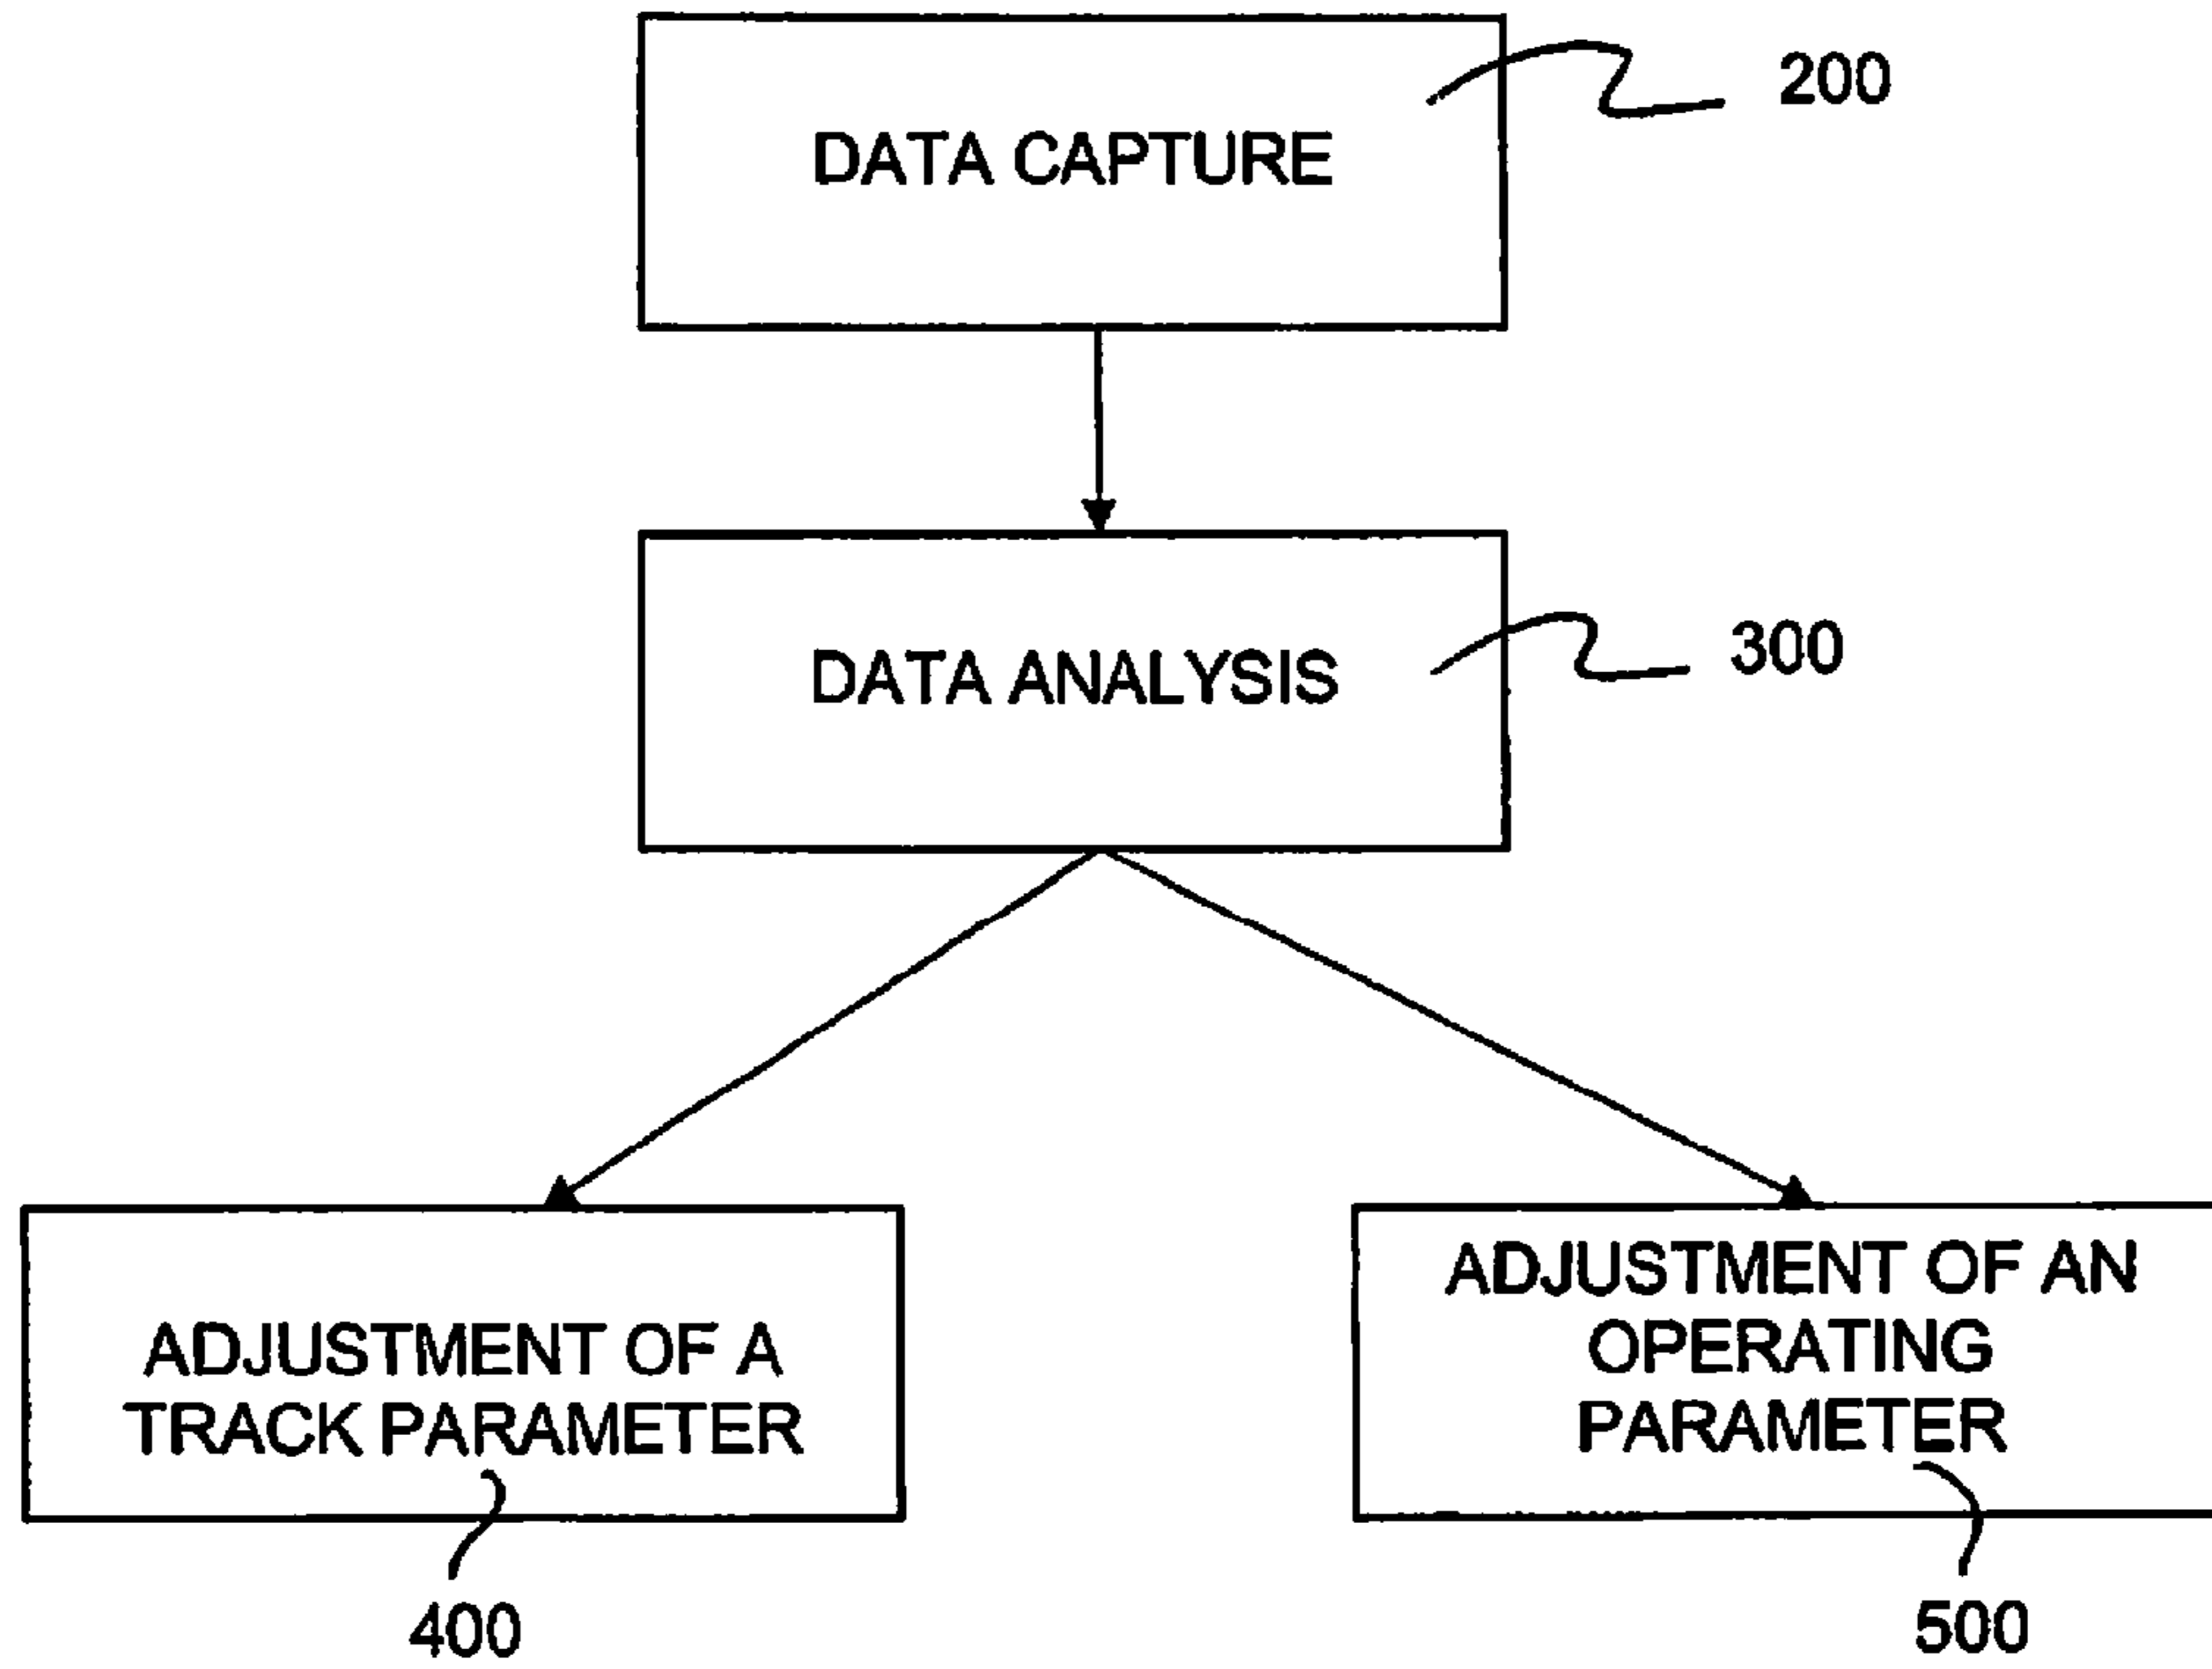 200
DATA CAPTURE
300
DATA ANALYSIS
ADJUSTMENT OF A
TRACK PARAMETER
400
ADJUSTMENT OF AN
OPERATING
PARAMETER
500